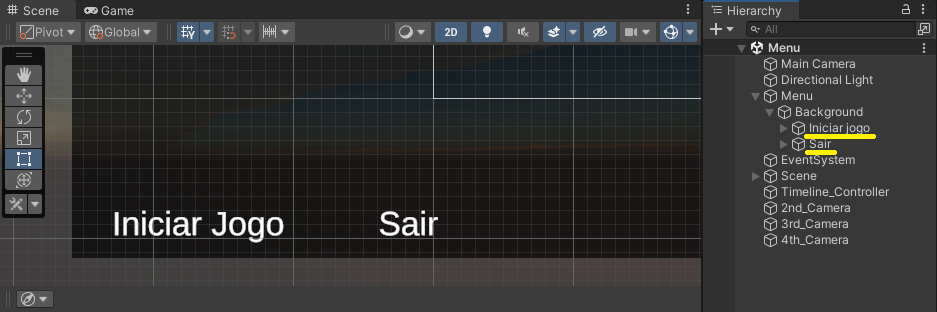 Scene Game
Pivot Global 2D
Iniciar Jogo Sair
Hierarchy
All
Menu
Main Camera
Directional Light
Menu
Background
Iniciar jogo
Sair
EventSystem
Scene
Timeline_Controller
2nd_Camera
3rd_Camera
4th_Camera